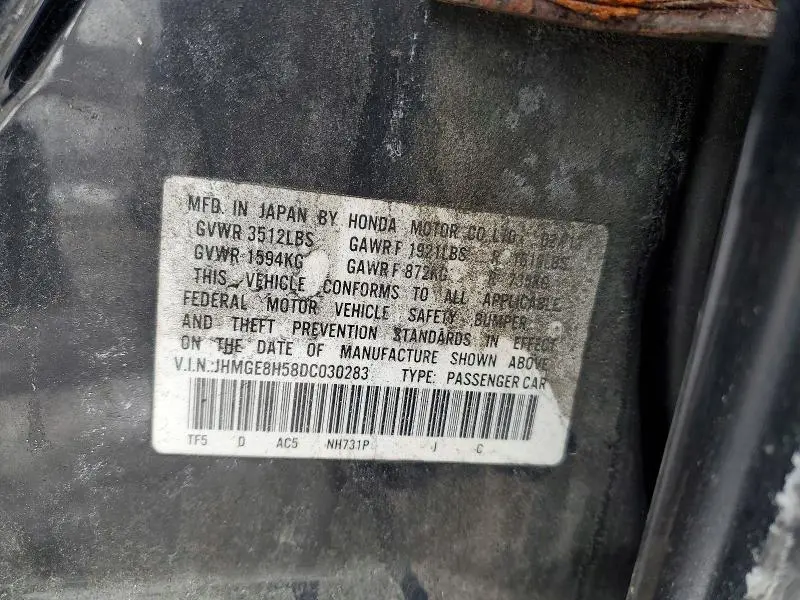 MFD. IN JAPAN BY HONDA MOTOR CO.,LTD.
GVWR 3512LBS GAWR F 1921LBS R
GVWR 1594KG GAWR F 872KG R
THIS VEHICLE CONFORMS TO ALL APPLICABLE
FEDERAL MOTOR VEHICLE SAFETY BUMPER
AND THEFT PREVENTION STANDARDS IN EFFECT
ON THE DATE OF MANUFACTURE SHOWN ABOVE
V.I.N.:JHMGE8H58DC030283 TYPE: PASSENGER CAR
TF5 D AC5 NH731P J C